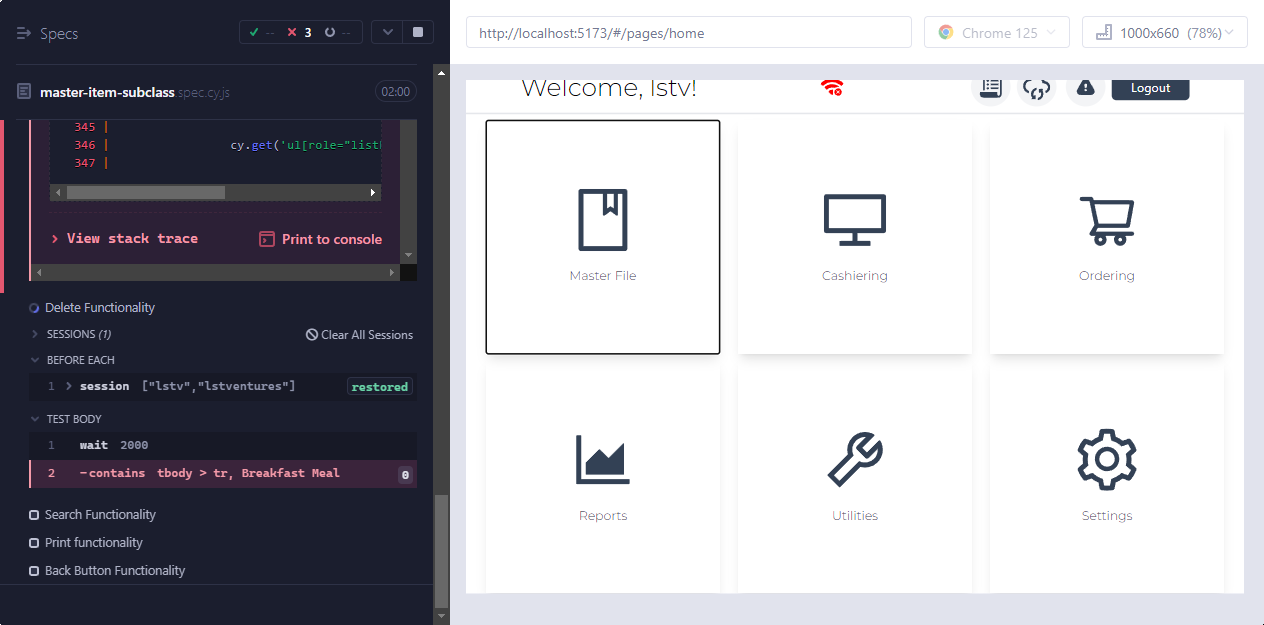 Specs
-- 3 --
master-item-subclass.spec.cy.js 02:00
345 |
346 | cy.get('ul[role="listb
347 |
View stack trace Print to console
Delete Functionality
SESSIONS (1) Clear All Sessions
BEFORE EACH
1 session ["lstv","lstventures"] restored
TEST BODY
1 wait 2000
2 -contains tbody > tr, Breakfast Meal 0
Search Functionality
Print functionality
Back Button Functionality
http://localhost:5173/#/pages/home Chrome 125 1000x660 (78%)
Welcome, lstv! Logout
Master File Cashiering Ordering
Reports Utilities Settings